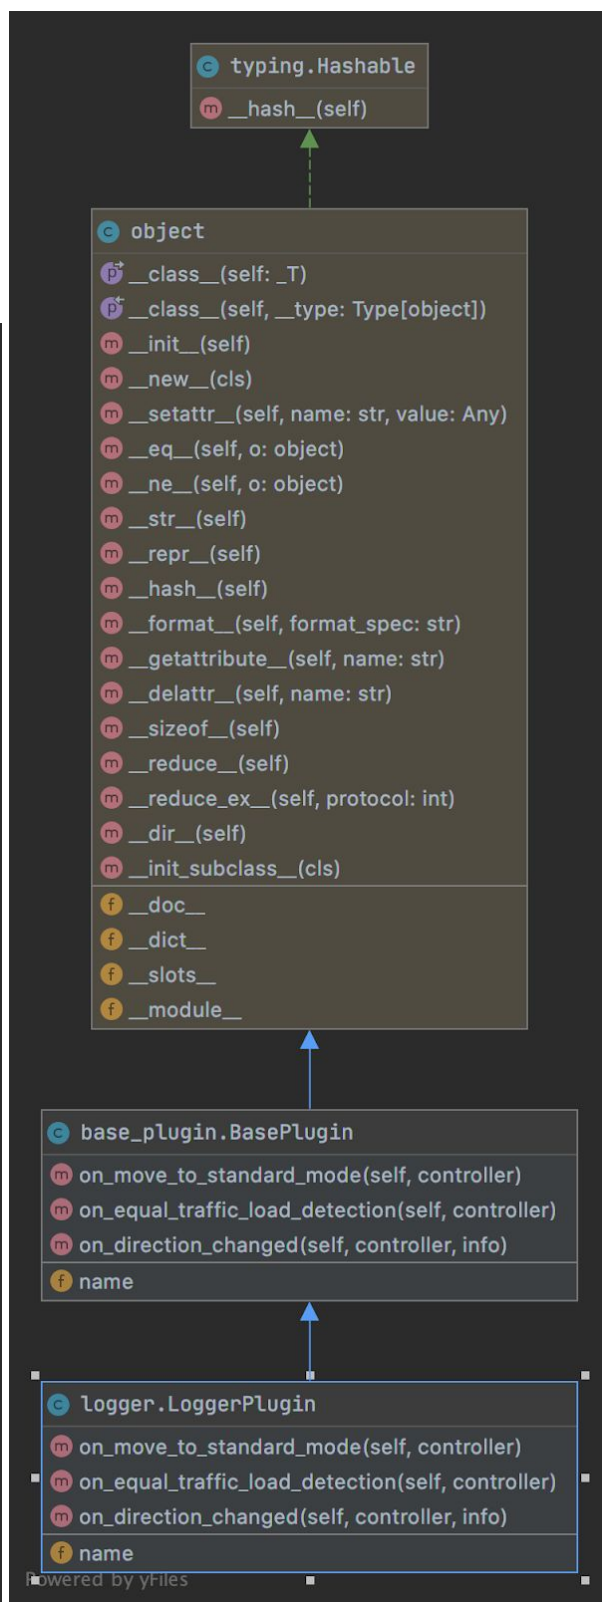 c typing.Hashable
m __hash__(self)
c object
p __class__(self: _T)
p __class__(self, __type: Type[object])
m __init__(self)
m __new__(cls)
m __setattr__(self, name: str, value: Any)
m __eq__(self, o: object)
m __ne__(self, o: object)
m __str__(self)
m __repr__(self)
m __hash__(self)
m __format__(self, format_spec: str)
m __getattribute__(self, name: str)
m __delattr__(self, name: str)
m __sizeof__(self)
m __reduce__(self)
m __reduce_ex__(self, protocol: int)
m __dir__(self)
m __init_subclass__(cls)
f __doc__
f __dict__
f __slots__
f __module__
c base_plugin.BasePlugin
m on_move_to_standard_mode(self, controller)
m on_equal_traffic_load_detection(self, controller)
m on_direction_changed(self, controller, info)
f name
c logger.LoggerPlugin
m on_move_to_standard_mode(self, controller)
m on_equal_traffic_load_detection(self, controller)
m on_direction_changed(self, controller, info)
f name
Powered by yFiles